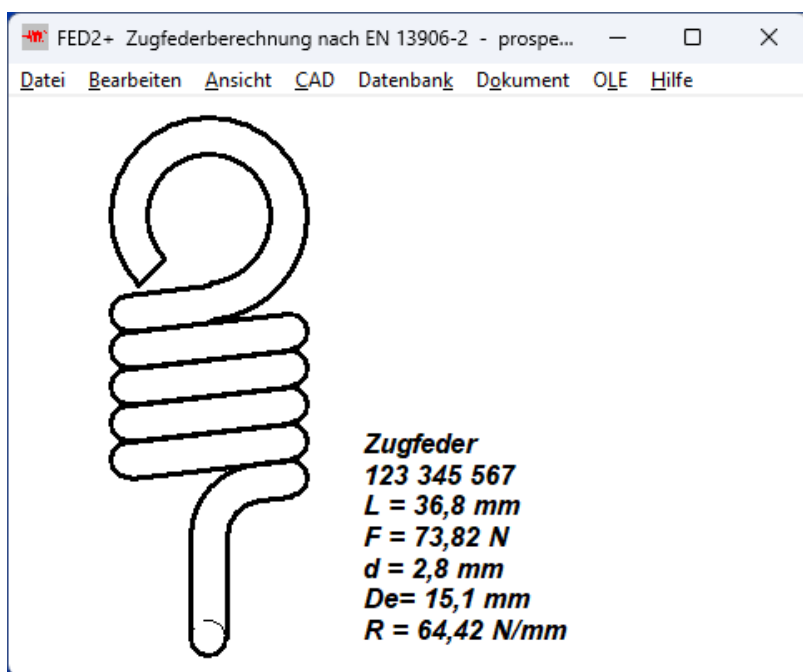 FED2+ Zugfederberechnung nach EN 13906-2 - prospe...
Datei Bearbeiten Ansicht CAD Datenbank Dokument OLE Hilfe
Zugfeder
123 345 567
L = 36,8 mm
F = 73,82 N
d = 2,8 mm
De= 15,1 mm
R = 64,42 N/mm